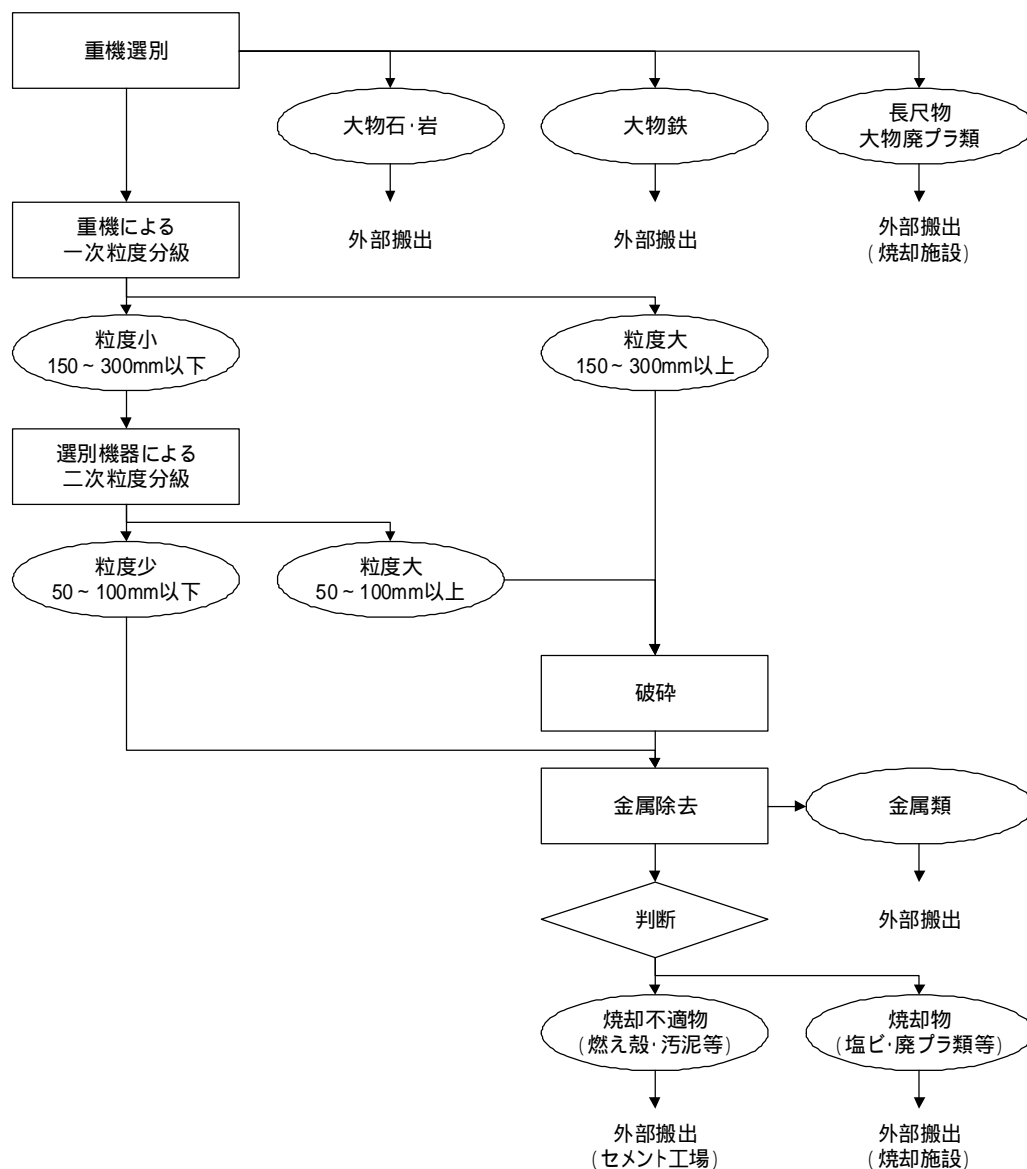 重機選別
大物石・岩
大物鉄
長尺物
大物廃プラ類
外部搬出
外部搬出
外部搬出
(焼却施設)
重機による
一次粒度分級
粒度小
150~300mm以下
粒度大
150~300mm以上
選別機器による
二次粒度分級
粒度少
50~100mm以下
粒度大
50~100mm以上
破砕
金属除去
金属類
外部搬出
判断
焼却不適物
(燃え殻・汚泥等)
焼却物
(塩ビ・廃プラ類等)
外部搬出
(セメント工場)
外部搬出
(焼却施設)